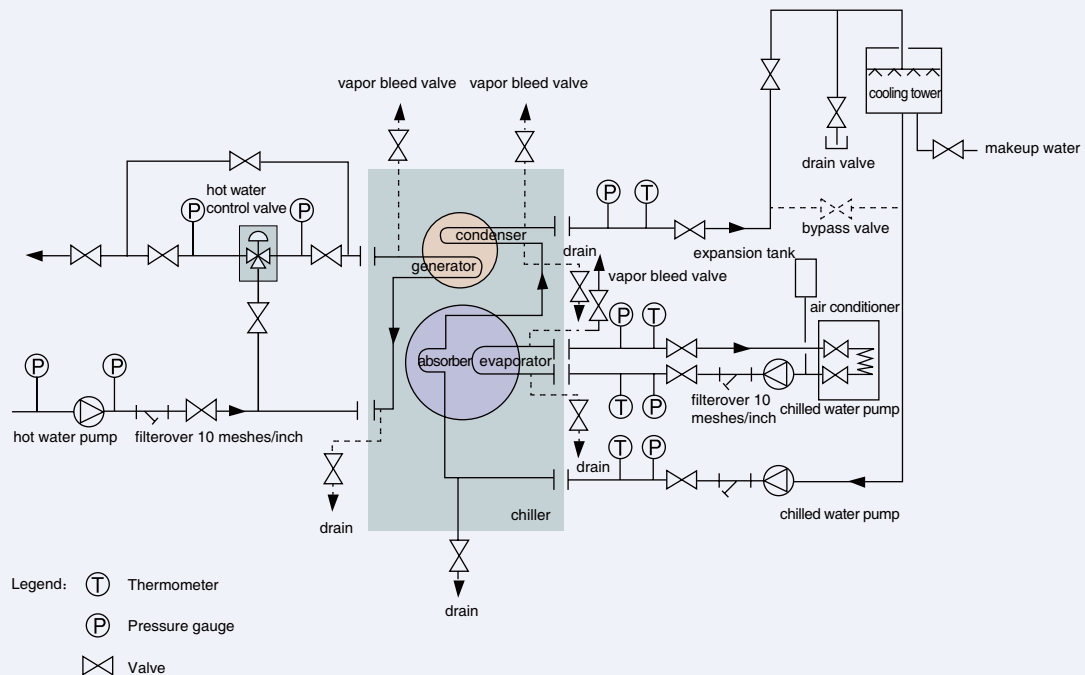 vapor bleed valve
vapor bleed valve
cooling tower
makeup water
drain valve
hot water
control valve
P
P
P
T
bypass valve
condenser
drain
expansion tank
generator
vapor bleed valve
air conditioner
P
T
absorber
evaporator
P
P
filterover 10
meshes/inch
chilled water pump
T
P
hot water pump
filterover 10 meshes/inch
T
P
drain
drain
chiller
chilled water pump
drain
Legend:
T
Thermometer
P
Pressure gauge
Valve